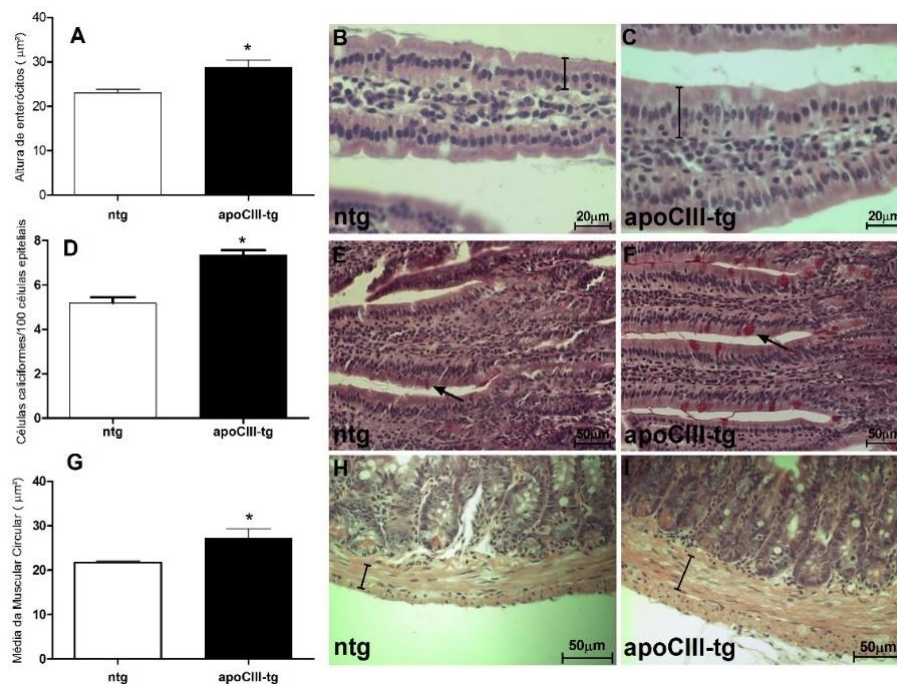 A
Altura de enterócitos ( μm²)
40
30
20
10
0
*
ntg
apoCIII-tg
B
ntg
20μm
C
apoCIII-tg
20μm
D
Células caliciformes/100 células epiteliais
8
6
4
2
0
*
ntg
apoCIII-tg
E
ntg
50μm
F
apoCIII-tg
50μm
G
Média da Muscular Circular ( μm²)
40
30
20
10
0
*
ntg
apoCIII-tg
H
ntg
50μm
I
apoCIII-tg
50μm